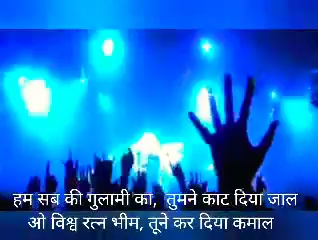 हम सब की गुलामी का, तुमने काट दिया जाल
ओ विश्व रत्न भीम, तूने कर दिया कमाल